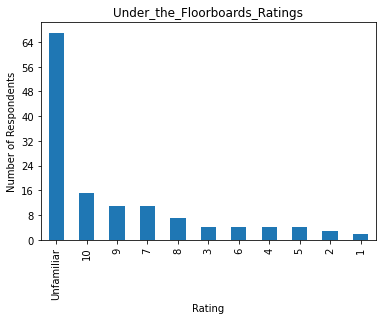 Under_the_Floorboards_Ratings
Number of Respondents
64
56
48
40
32
24
16
8
0
Unfamiliar 10 9 7 8 3 6 4 5 2 1
Rating